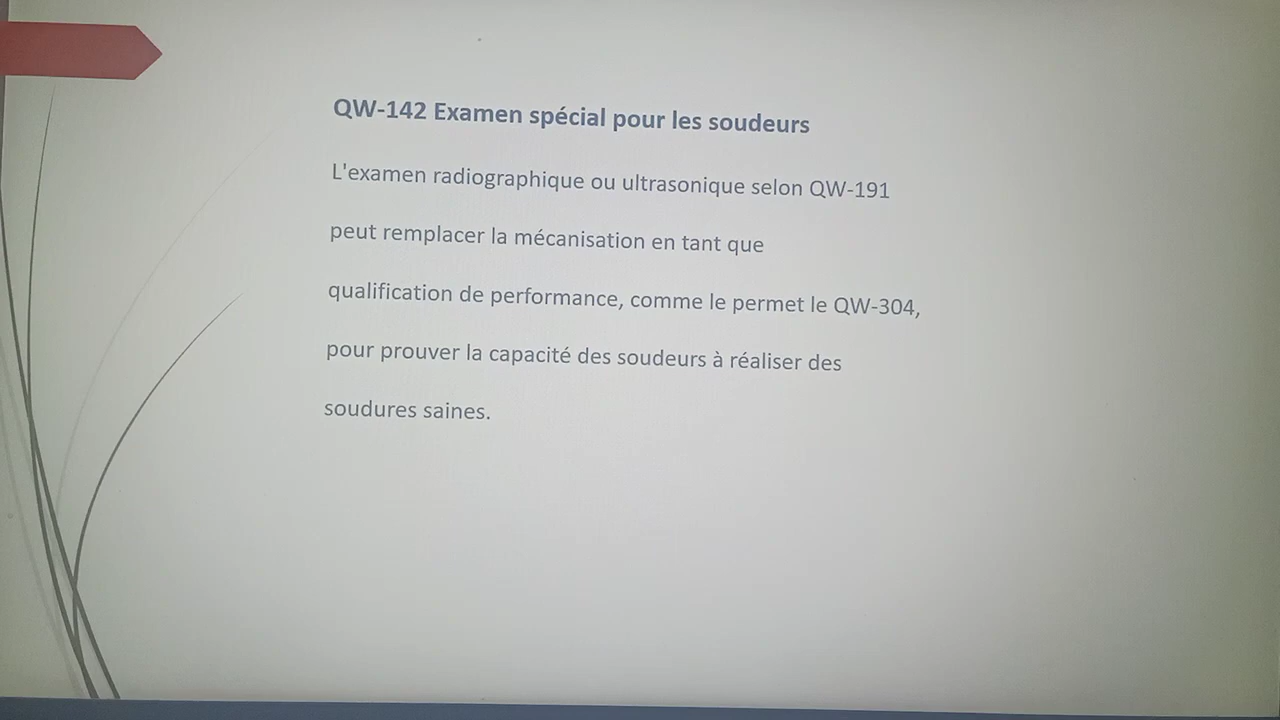 QW-142 Examen spécial pour les soudeurs
L'examen radiographique ou ultrasonique selon QW-191
peut remplacer la mécanisation en tant que
qualification de performance, comme le permet le QW-304,
pour prouver la capacité des soudeurs à réaliser des
soudures saines.